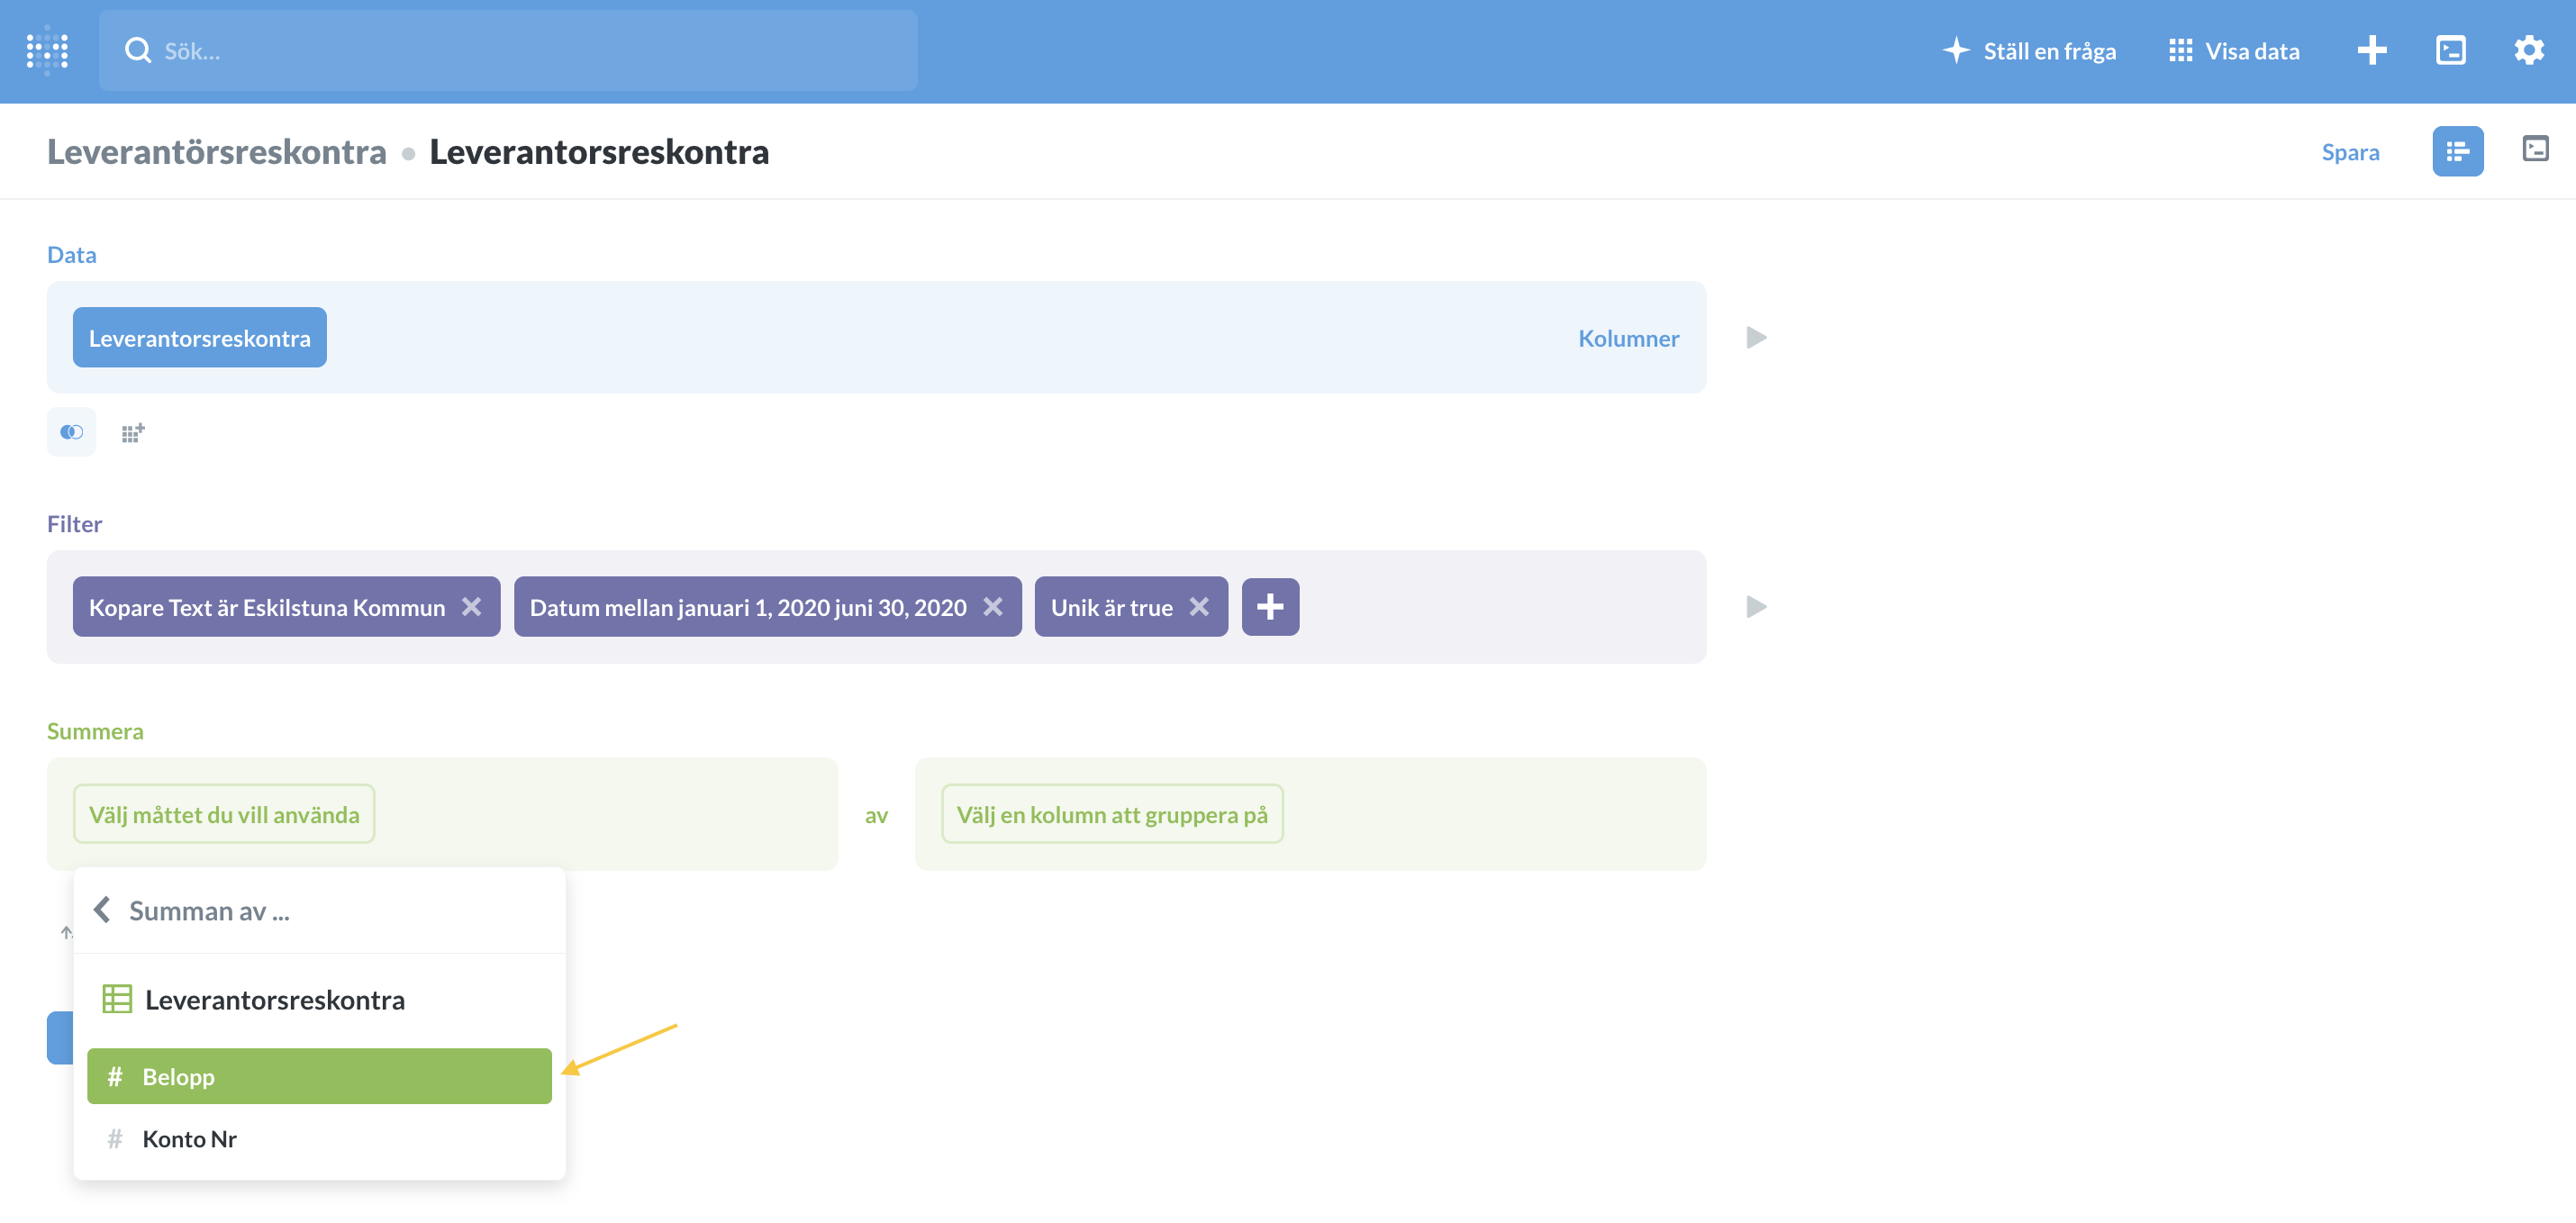 Sök...
Ställ en fråga
Visa data
Leverantörsreskontra • Leverantorsreskontra
Spara
Data
Leverantorsreskontra
Kolumner
Filter
Kopare Text är Eskilstuna Kommun
Datum mellan januari 1, 2020 juni 30, 2020
Unik är true
Summera
Välj måttet du vill använda
av
Välj en kolumn att gruppera på
Summan av ...
Leverantorsreskontra
# Belopp
# Konto Nr